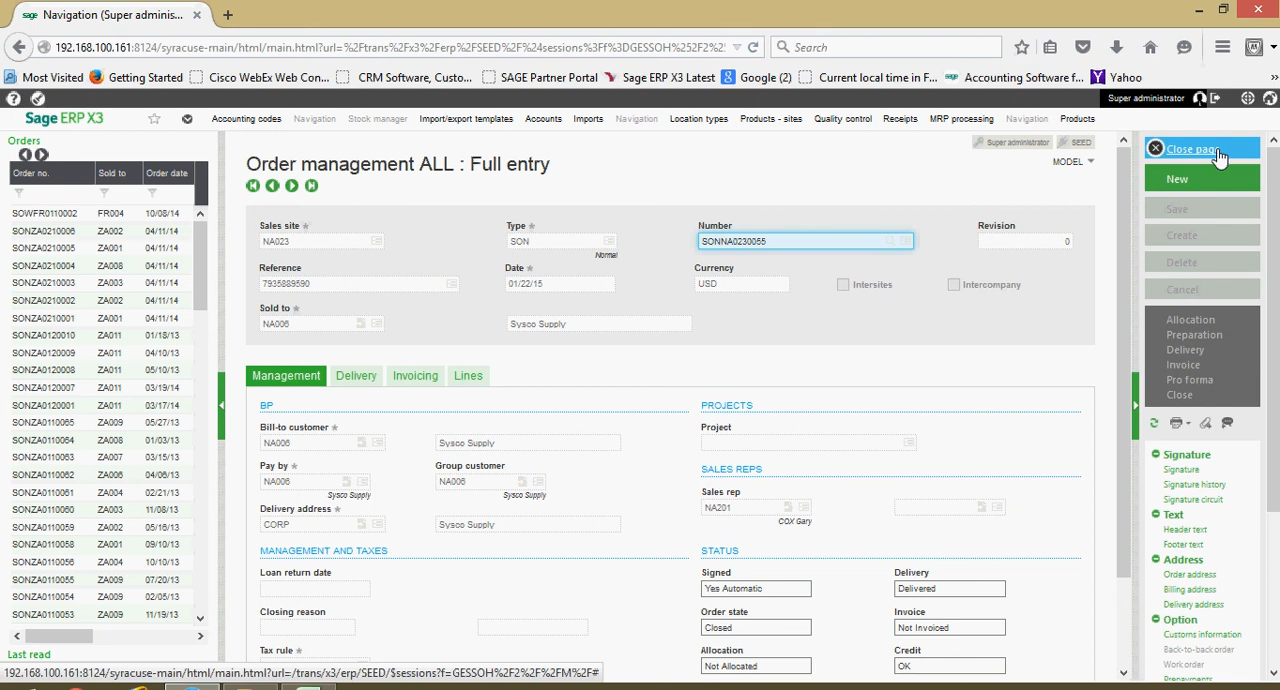 sage Navigation (Super adminis... × +
192.168.100.161:8124/syracuse-main/html/main.html?url=%2Ftrans%2Fx3%2Ferp%2FSEED%2F%24sessions%3Ff%3DGESSOH%252F2%
Search
Most Visited Getting Started Cisco WebEx Web Con... CRM Software, Custo... SAGE Partner Portal Sage ERP X3 Latest Google (2) Current local time in F... Accounting Software f... Yahoo »
Super administrator
Sage ERP X3 Accounting codes Navigation Stock manager Import/export templates Accounts Imports Navigation Location types Products - sites Quality control Receipts MRP processing Navigation Products
Orders
Order no. Sold to Order date
SOWFR0110002 FR004 10/08/14
SONZA0210006 ZA002 04/11/14
SONZA0210005 ZA001 04/11/14
SONZA0210004 ZA008 04/11/14
SONZA0210003 ZA003 04/11/14
SONZA0210002 ZA002 04/11/14
SONZA0210001 ZA001 04/11/14
SONZA0120010 ZA011 01/18/13
SONZA0120009 ZA011 04/10/13
SONZA0120008 ZA011 05/10/13
SONZA0120007 ZA011 03/19/14
SONZA0120001 ZA011 03/17/14
SONZA0110065 ZA009 05/27/13
SONZA0110064 ZA008 01/03/13
SONZA0110063 ZA007 03/15/13
SONZA0110062 ZA006 04/06/13
SONZA0110061 ZA004 02/21/13
SONZA0110060 ZA003 11/08/13
SONZA0110059 ZA002 05/16/13
SONZA0110058 ZA001 09/10/13
SONZA0110056 ZA004 10/10/13
SONZA0110055 ZA009 07/20/13
SONZA0110054 ZA009 02/05/13
SONZA0110053 ZA009 11/19/13
Last read
Super administrator SEED
Order management ALL : Full entry
MODEL
Sales site * Type * Number Revision
NA023 SON SONNA0230055 0
Normal
Reference Date * Currency
7935889590 01/22/15 USD Intersites Intercompany
Sold to *
NA006 Sysco Supply
Management Delivery Invoicing Lines
BP PROJECTS
Bill-to customer * Project
NA006 Sysco Supply
Pay by * Group customer SALES REPS
NA006 NA006
Sysco Supply Sysco Supply
Sales rep
NA201
COX Gary
Delivery address *
CORP Sysco Supply
MANAGEMENT AND TAXES STATUS
Loan return date Signed Delivery
Yes Automatic Delivered
Closing reason Order state Invoice
Closed Not Invoiced
Tax rule * Allocation Credit
Not Allocated OK
Close page
New
Save
Create
Delete
Cancel
Allocation
Preparation
Delivery
Invoice
Pro forma
Close
Signature
Signature
Signature history
Signature circuit
Text
Header text
Footer text
Address
Order address
Billing address
Delivery address
Option
Customs information
Back-to-back order
Work order
Prepayments
192.168.100.161:8124/syracuse-main/html/main.html?url=/trans/x3/erp/SEED/$sessions?f=GESSOH%2F2%2F%2FM%2F#